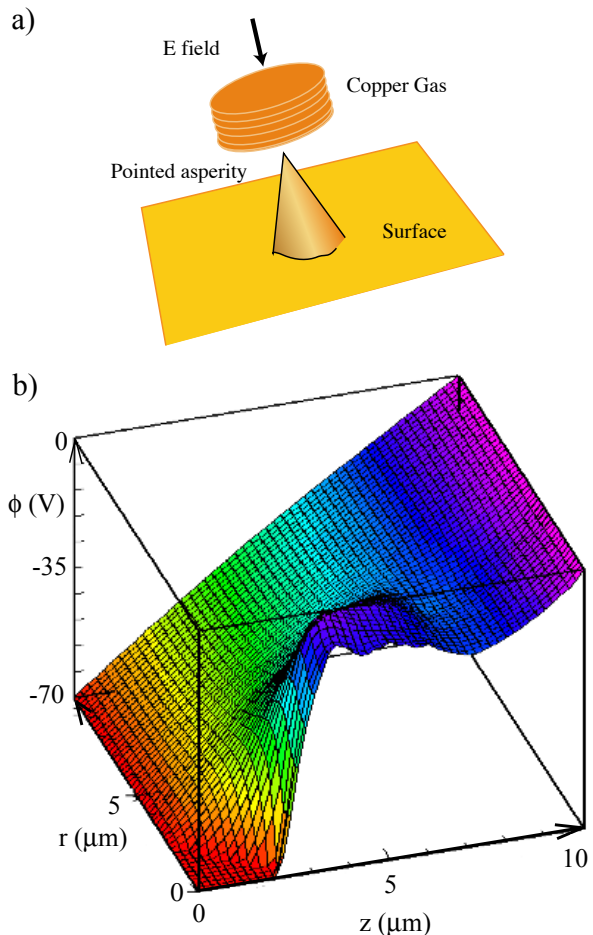 a)
E field
Copper Gas
Pointed asperity
Surface
b)
0
ϕ (V)
-35
-70
5
r (μm)
0
0
5
10
z (μm)